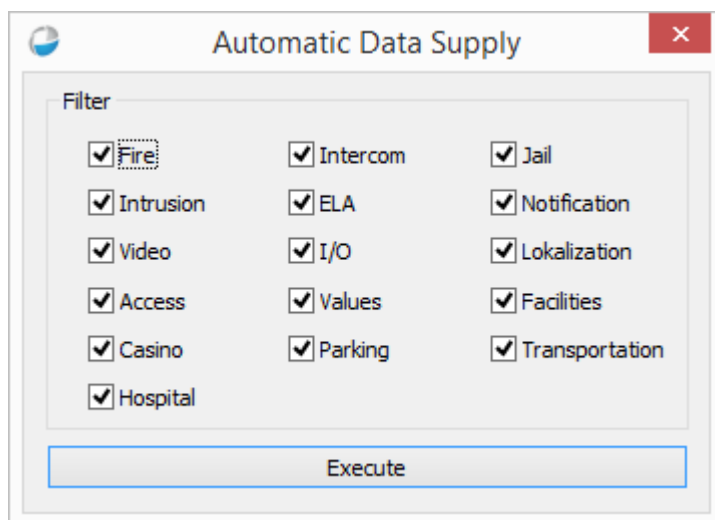 Automatic Data Supply
Filter
Fire Intercom Jail
Intrusion ELA Notification
Video I/O Lokalization
Access Values Facilities
Casino Parking Transportation
Hospital
Execute